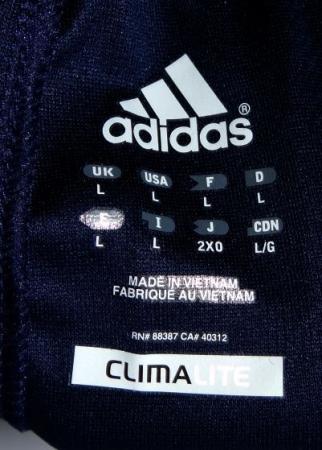 adidas®
UK USA F D
L L L L
E I J CDN
L L 2XO L/G
MADE IN VIETNAM
FABRIQUÉ AU VIETNAM
RN# 88387 CA# 40312
CLIMALITE